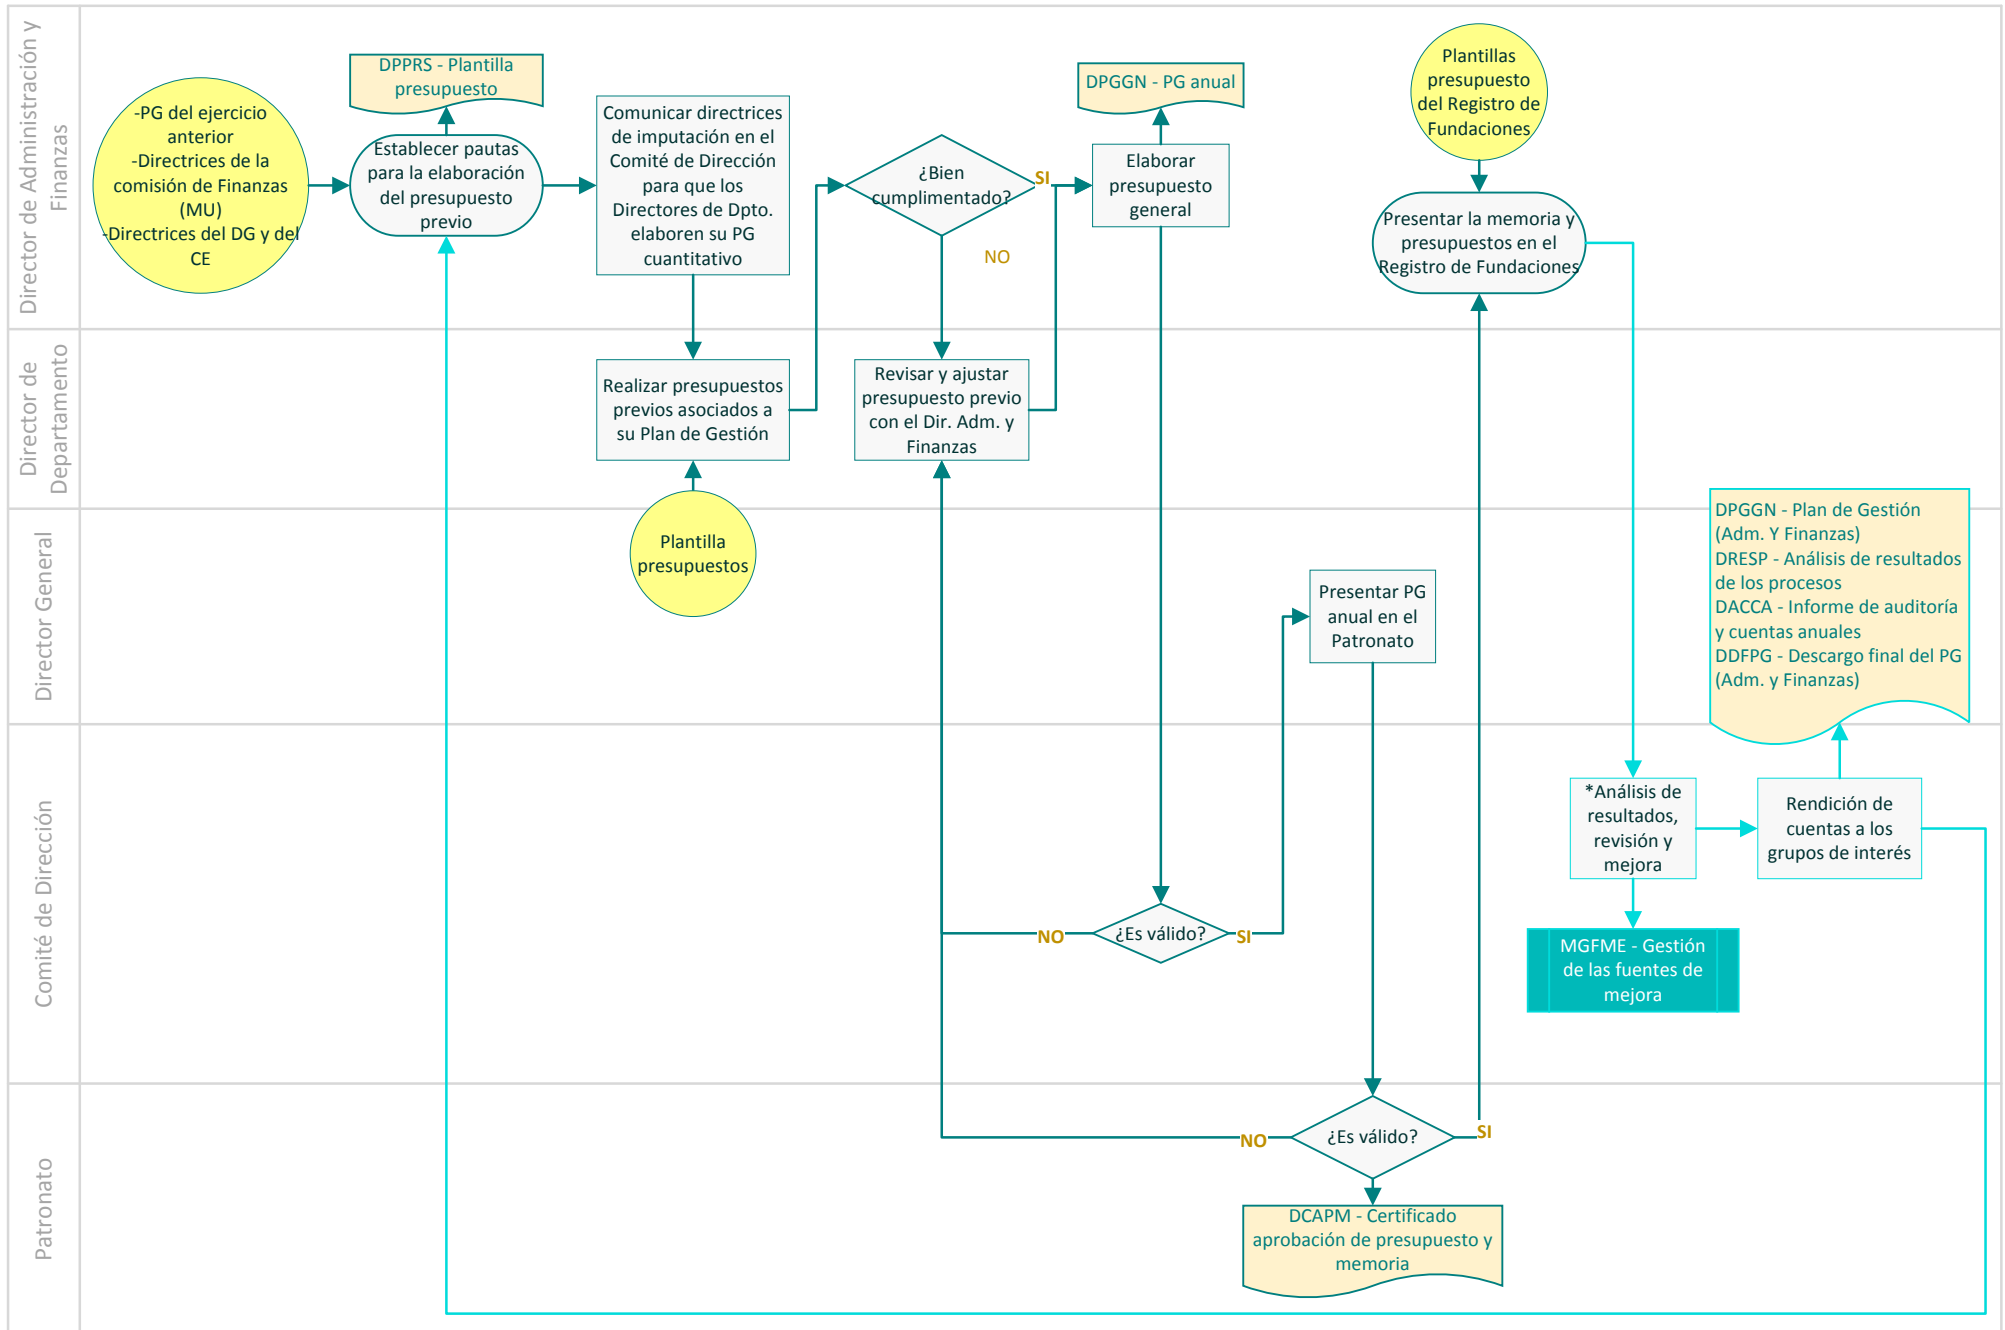 Director de Administración y
Finanzas
-PG del ejercicio
anterior
-Directrices de la
comisión de Finanzas
(MU)
-Directrices del DG y del
CE
DPPRS - Plantilla
presupuesto
Establecer pautas
para la elaboración
del presupuesto
previo
Comunicar directrices
de imputación en el
Comité de Dirección
para que los
Directores de Dpto.
elaboren su PG
cuantitativo
¿Bien
cumplimentado?
SI
NO
DPGGN - PG anual
Elaborar
presupuesto
general
Plantillas
presupuesto
del Registro de
Fundaciones
Presentar la memoria y
presupuestos en el
Registro de Fundaciones
Director de
Departamento
Realizar presupuestos
previos asociados a
su Plan de Gestión
Revisar y ajustar
presupuesto previo
con el Dir. Adm. y
Finanzas
Director General
Plantilla
presupuestos
Presentar PG
anual en el
Patronato
DPGGN - Plan de Gestión
(Adm. Y Finanzas)
DRESP - Análisis de resultados
de los procesos
DACCA - Informe de auditoría
y cuentas anuales
DDFPG - Descargo final del PG
(Adm. y Finanzas)
Comité de Dirección
NO
¿Es válido?
SI
*Análisis de
resultados,
revisión y
mejora
Rendición de
cuentas a los
grupos de interés
MGFME - Gestión
de las fuentes de
mejora
Patronato
NO
¿Es válido?
SI
DCAPM - Certificado
aprobación de presupuesto y
memoria